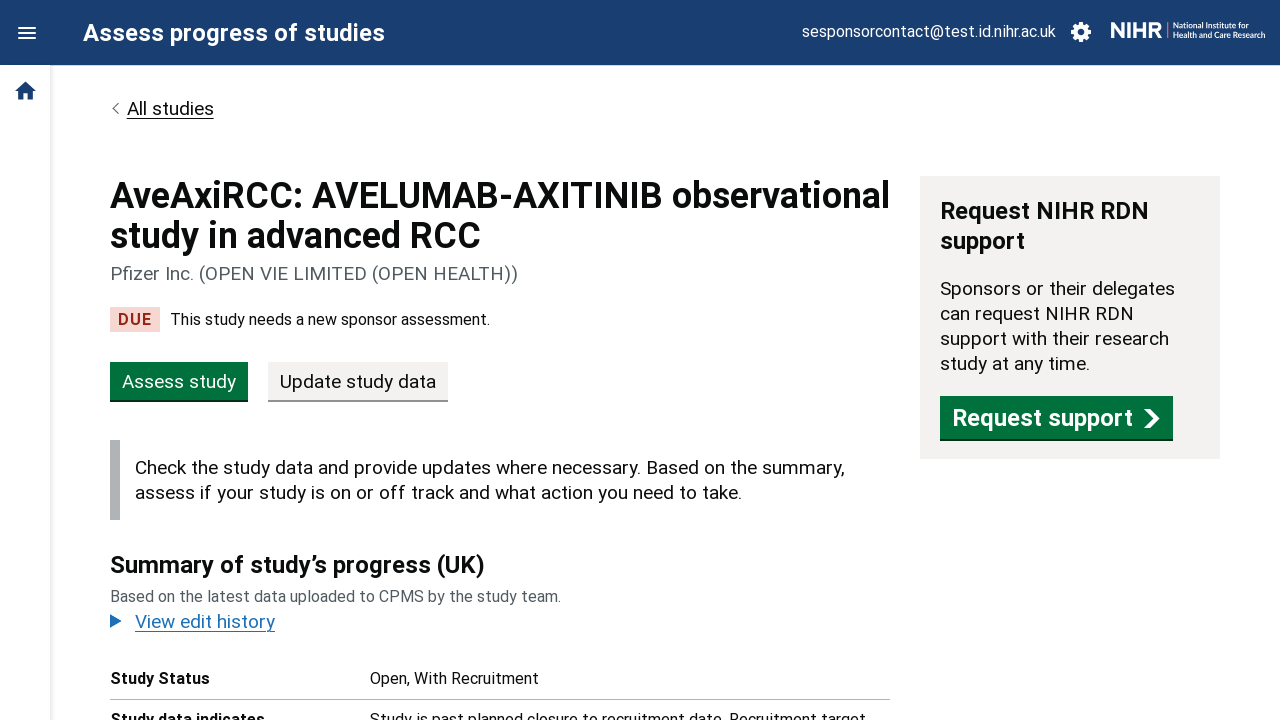 Assess progress of studies
sesponsorcontact@test.id.nihr.ac.uk
NIHR | National Institute for
Health and Care Research
All studies
AveAxiRCC: AVELUMAB-AXITINIB observational
study in advanced RCC
Pfizer Inc. (OPEN VIE LIMITED (OPEN HEALTH))
DUE This study needs a new sponsor assessment.
Assess study
Update study data
Check the study data and provide updates where necessary. Based on the summary,
assess if your study is on or off track and what action you need to take.
Summary of study’s progress (UK)
Based on the latest data uploaded to CPMS by the study team.
View edit history
Study Status Open, With Recruitment
Study data indicates Study is past planned closure to recruitment date, Recruitment target
Request NIHR RDN
support
Sponsors or their delegates
can request NIHR RDN
support with their research
study at any time.
Request support